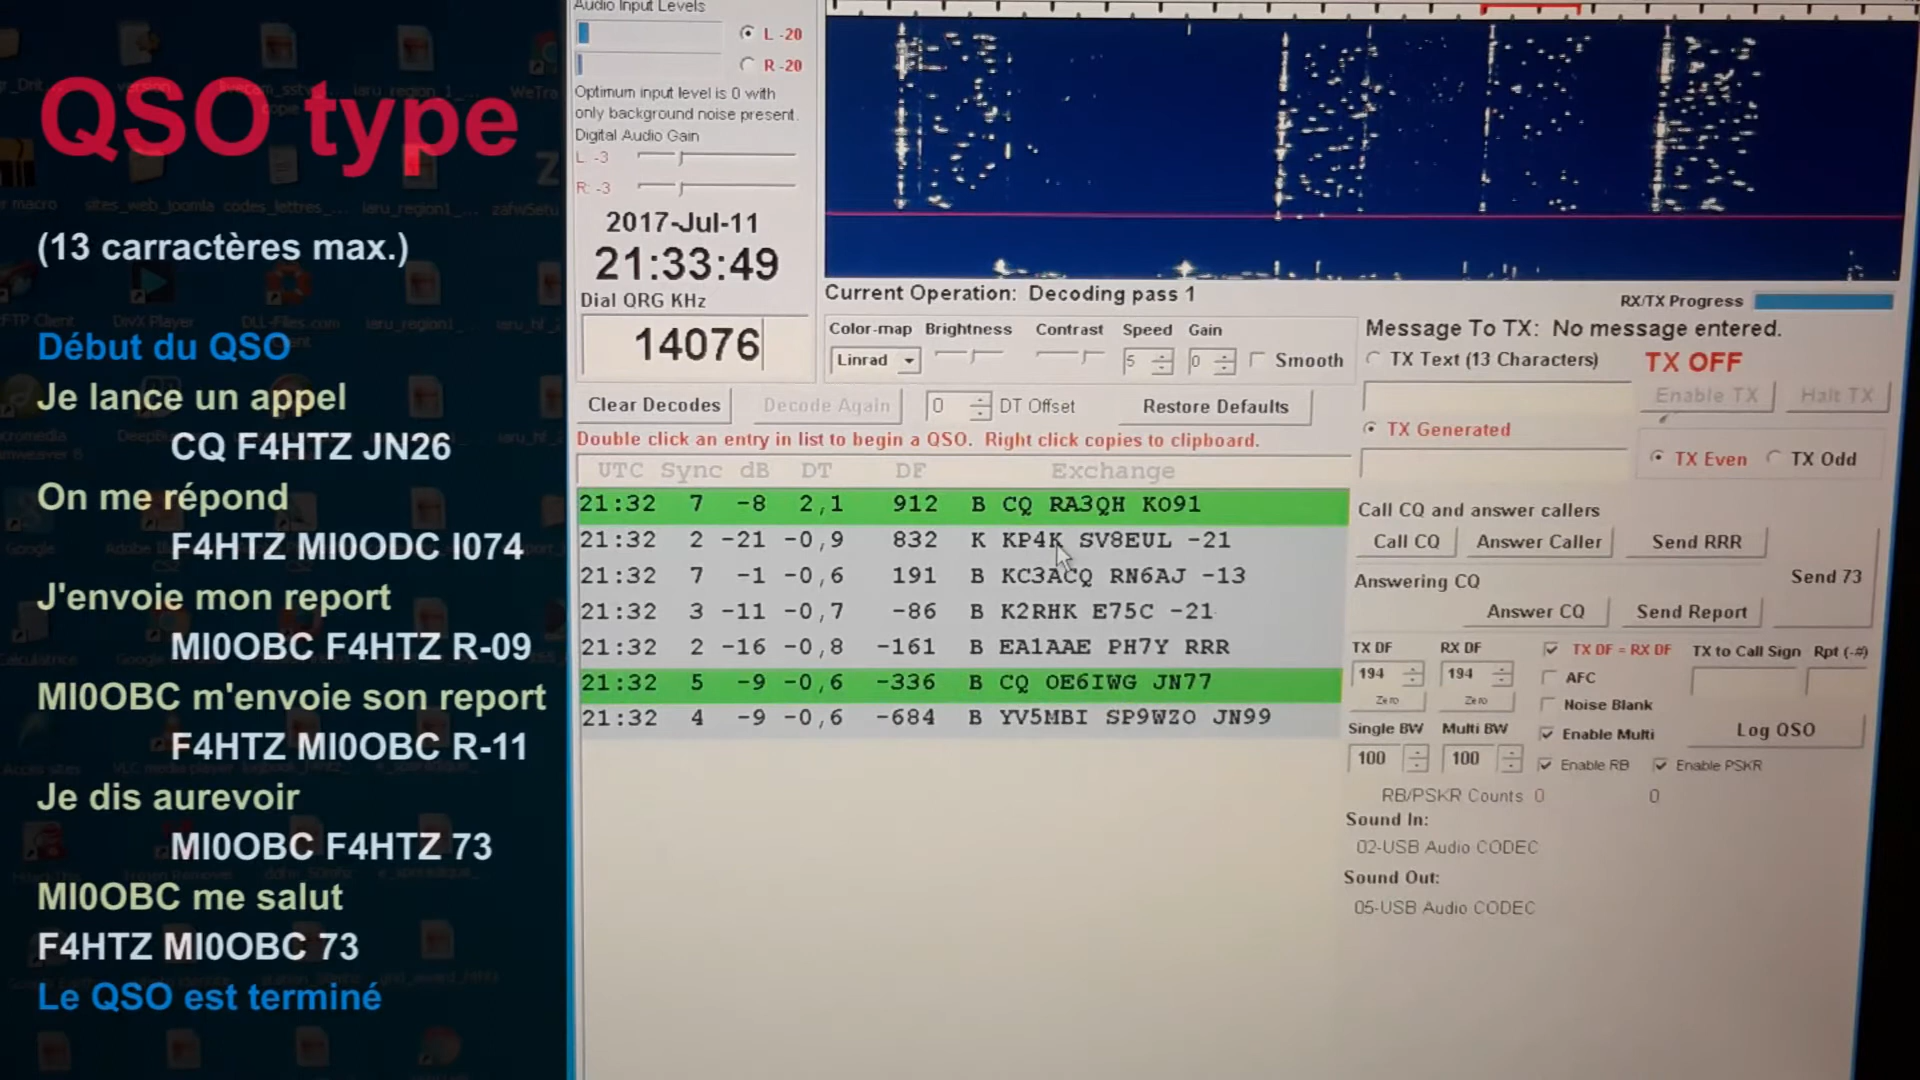 QSO type
(13 carractères max.)
Début du QSO
Je lance un appel
CQ F4HTZ JN26
On me répond
F4HTZ MI0ODC I074
J'envoie mon report
MI0OBC F4HTZ R-09
MI0OBC m'envoie son report
F4HTZ MI0OBC R-11
Je dis aurevoir
MI0OBC F4HTZ 73
MI0OBC me salut
F4HTZ MI0OBC 73
Le QSO est terminé
Audio Input Levels
L -20
R -20
Optimum input level is 0 with
only background noise present.
Digital Audio Gain
L: -3
R: -3
2017-Jul-11
21:33:49
Dial QRG KHz
14076
Current Operation: Decoding pass 1
RX/TX Progress
Color-map Brightness Contrast Speed Gain
Linrad 5 0 Smooth
Message To TX: No message entered.
TX Text (13 Characters) TX OFF
Enable TX Halt TX
TX Generated
TX Even TX Odd
Clear Decodes Decode Again 0 DT Offset Restore Defaults
Double click an entry in list to begin a QSO. Right click copies to clipboard.
UTC Sync dB DT DF Exchange
21:32 7 -8 2,1 912 B CQ RA3QH KO91
21:32 2 -21 -0,9 832 K KP4K SV8EUL -21
21:32 7 -1 -0,6 191 B KC3ACQ RN6AJ -13
21:32 3 -11 -0,7 -86 B K2RHK E75C -21
21:32 2 -16 -0,8 -161 B EA1AAE PH7Y RRR
21:32 5 -9 -0,6 -336 B CQ OE6IWG JN77
21:32 4 -9 -0,6 -684 B YV5MBI SP9WZO JN99
Call CQ and answer callers
Call CQ Answer Caller Send RRR
Answering CQ Send 73
Answer CQ Send Report
TX DF RX DF TX DF = RX DF TX to Call Sign Rpt (-#)
194 194 AFC
Zero Zero Noise Blank
Single BW Multi BW Enable Multi Log QSO
100 100 Enable RB Enable PSKR
RB/PSKR Counts 0 0
Sound In:
02-USB Audio CODEC
Sound Out:
05-USB Audio CODEC